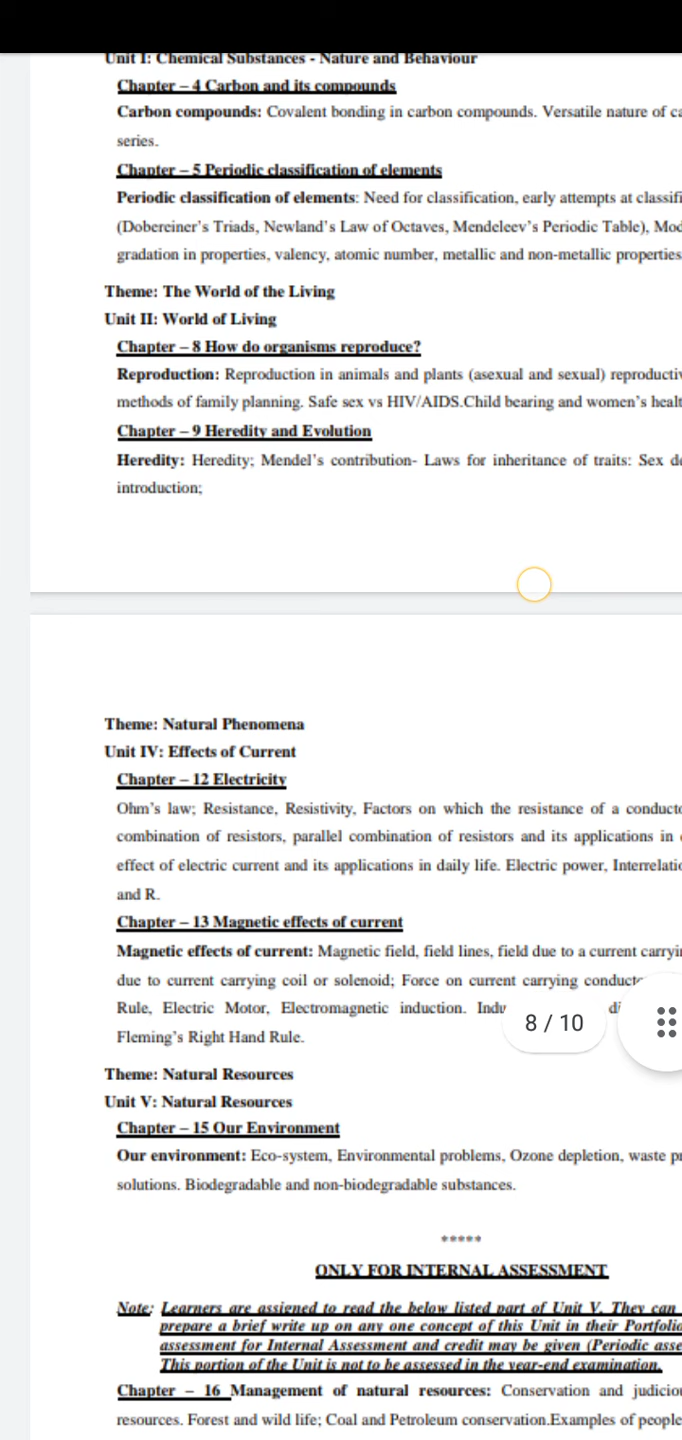 Unit I: Chemical Substances - Nature and Behaviour
Chapter – 4 Carbon and its compounds
Carbon compounds: Covalent bonding in carbon compounds. Versatile nature of
series.
Chapter – 5 Periodic classification of elements
Periodic classification of elements: Need for classification, early attempts at
(Dobereiner's Triads, Newland's Law of Octaves, Mendeleev's Periodic Table),
gradation in properties, valency, atomic number, metallic and non-metallic properties
Theme: The World of the Living
Unit II: World of Living
Chapter – 8 How do organisms reproduce?
Reproduction: Reproduction in animals and plants (asexual and sexual)
methods of family planning. Safe sex vs HIV/AIDS.Child bearing and women's
Chapter – 9 Heredity and Evolution
Heredity: Heredity; Mendel's contribution- Laws for inheritance of traits: Sex
introduction;
Theme: Natural Phenomena
Unit IV: Effects of Current
Chapter – 12 Electricity
Ohm's law; Resistance, Resistivity, Factors on which the resistance of a
combination of resistors, parallel combination of resistors and its applications in
effect of electric current and its applications in daily life. Electric power,
and R.
Chapter – 13 Magnetic effects of current
Magnetic effects of current: Magnetic field, field lines, field due to a current
due to current carrying coil or solenoid; Force on current carrying
Rule, Electric Motor, Electromagnetic induction.
8 / 10
Fleming's Right Hand Rule.
Theme: Natural Resources
Unit V: Natural Resources
Chapter – 15 Our Environment
Our environment: Eco-system, Environmental problems, Ozone depletion, waste
solutions. Biodegradable and non-biodegradable substances.
*****
ONLY FOR INTERNAL ASSESSMENT
Note: Learners are assigned to read the below listed part of Unit V. They can
prepare a brief write up on any one concept of this Unit in their
assessment for Internal Assessment and credit may be given (Periodic
This portion of the Unit is not to be assessed in the year-end examination.
Chapter – 16 Management of natural resources: Conservation and
resources. Forest and wild life; Coal and Petroleum conservation.Examples of people